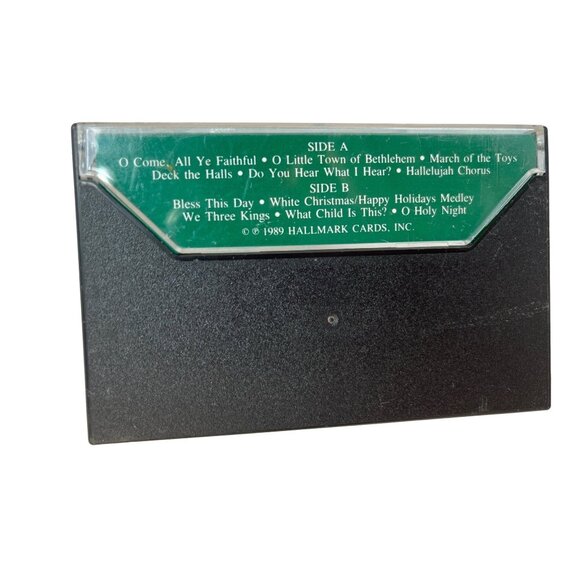 SIDE A
O Come, All Ye Faithful • O Little Town of Bethlehem • March of the Toys
Deck the Halls • Do You Hear What I Hear? • Hallelujah Chorus
SIDE B
Bless This Day • White Christmas/Happy Holidays Medley
We Three Kings • What Child Is This? • O Holy Night
© ℗ 1989 HALLMARK CARDS, INC.